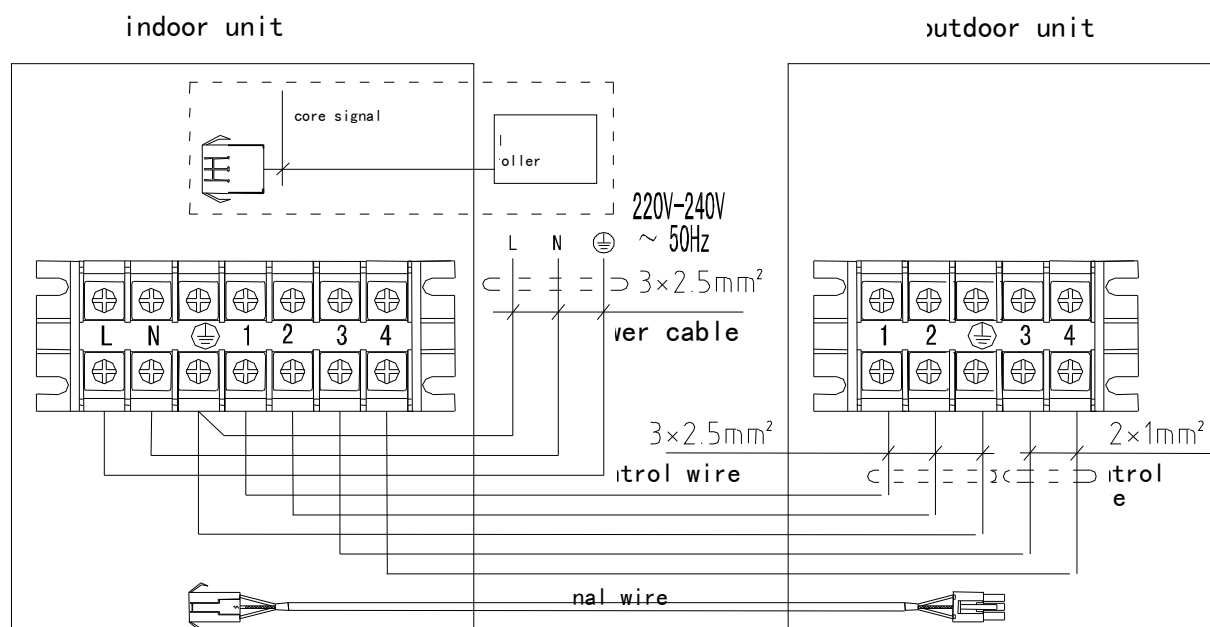 indoor unit
outdoor unit
core signal
oller
220V-240V
~ 50Hz
L N
3×2.5mm²
wer cable
L N 1 2 3 4
1 2 3 4
3×2.5mm²
2×1mm²
trol wire
trol
e
nal wire